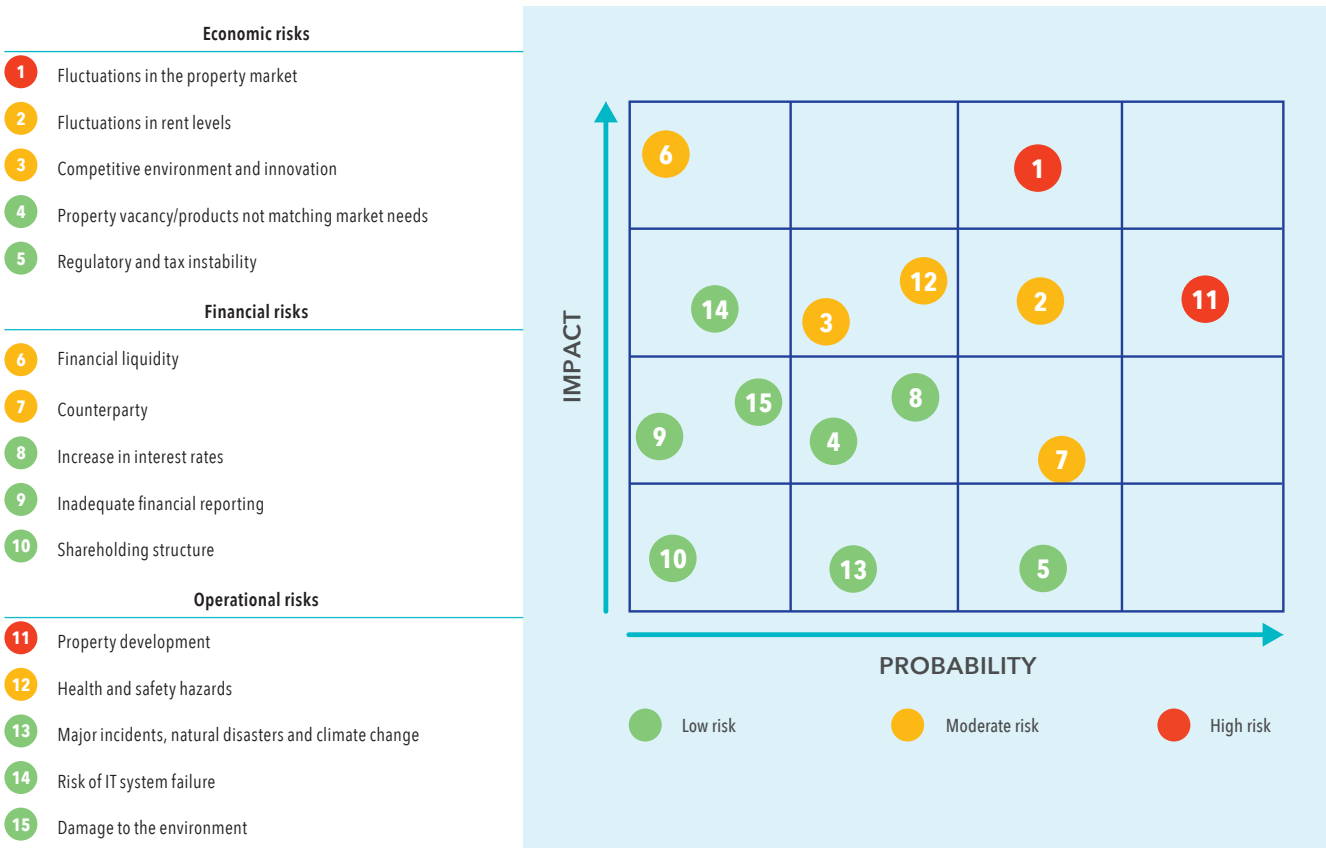 Economic risks
1 Fluctuations in the property market
2 Fluctuations in rent levels
3 Competitive environment and innovation
4 Property vacancy/products not matching market needs
5 Regulatory and tax instability
Financial risks
6 Financial liquidity
7 Counterparty
8 Increase in interest rates
9 Inadequate financial reporting
10 Shareholding structure
Operational risks
11 Property development
12 Health and safety hazards
13 Major incidents, natural disasters and climate change
14 Risk of IT system failure
15 Damage to the environment
IMPACT
6 1
14 3 12 2 11
9 15 4 8 7
10 13 5
PROBABILITY
Low risk Moderate risk High risk